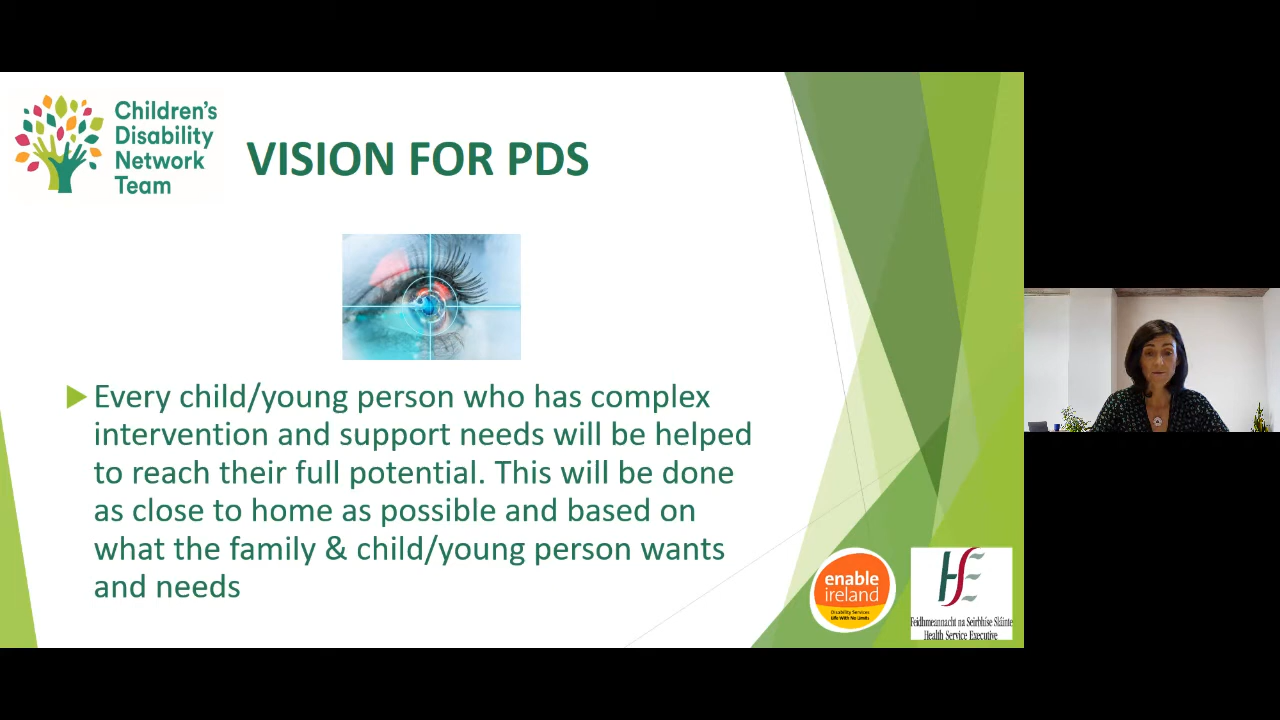 Children's
Disability
Network
Team
VISION FOR PDS
Every child/young person who has complex
intervention and support needs will be helped
to reach their full potential. This will be done
as close to home as possible and based on
what the family & child/young person wants
and needs
enable
ireland
Disability Services
Life With No Limits
HSE
Feidhmeannacht na Seirbhíse Sláinte
Health Service Executive